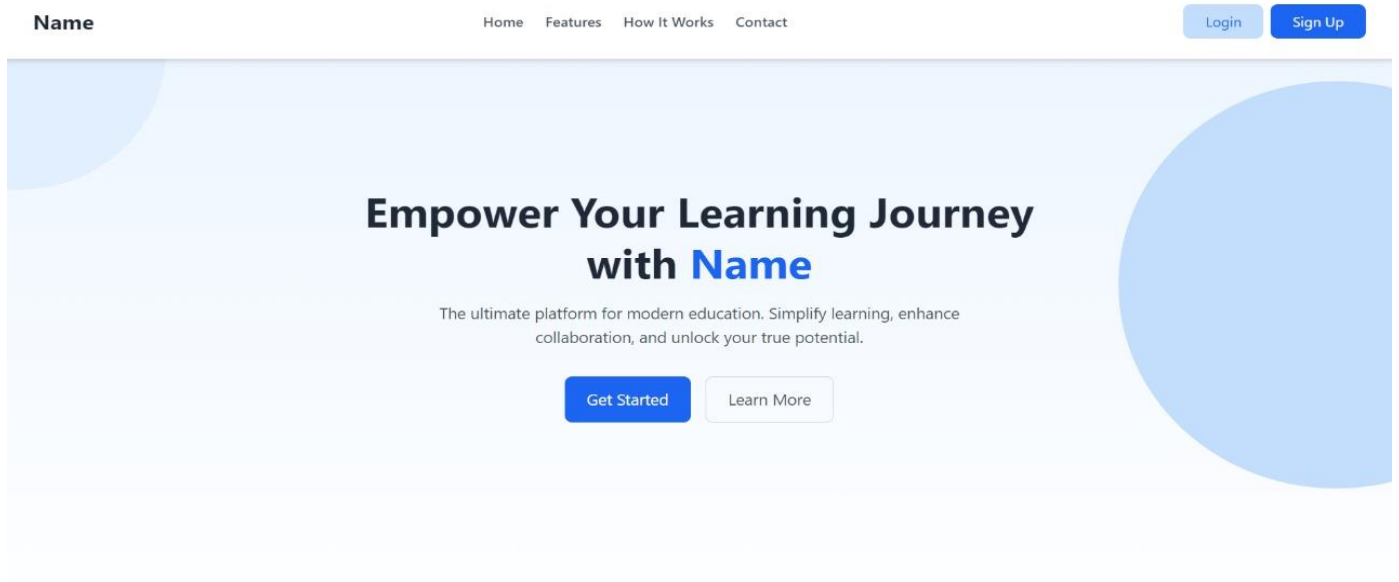 Name
Home Features How It Works Contact
Login Sign Up
Empower Your Learning Journey
with Name
The ultimate platform for modern education. Simplify learning, enhance
collaboration, and unlock your true potential.
Get Started Learn More